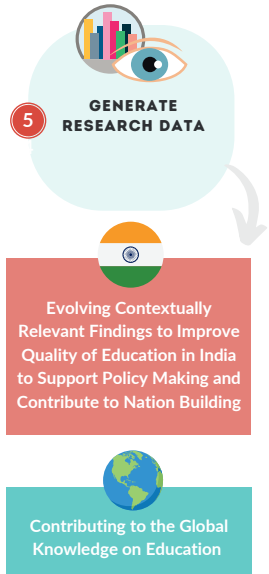 5
GENERATE
RESEARCH DATA
Evolving Contextually
Relevant Findings to Improve
Quality of Education in India
to Support Policy Making and
Contribute to Nation Building
Contributing to the Global
Knowledge on Education